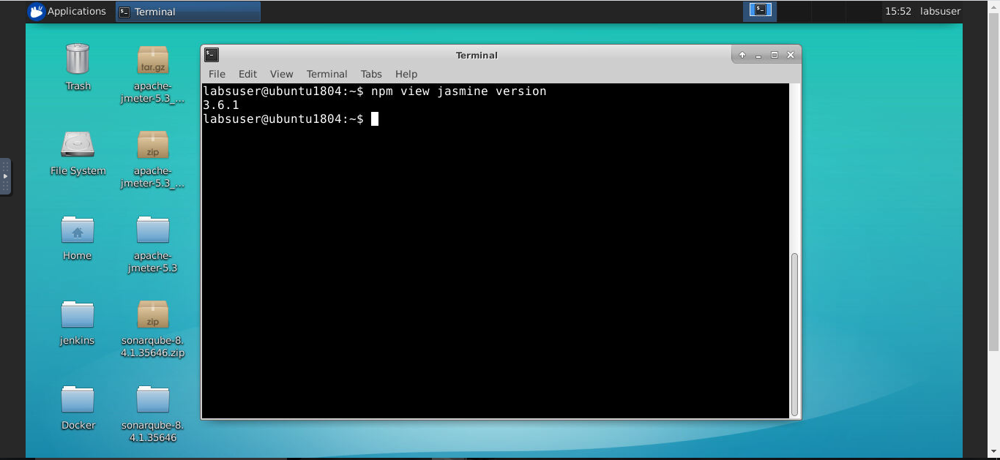 Applications
Terminal
15:52 labsuser
Trash
tar.gz
apache-
jmeter-5.3_...
File System
zip
apache-
jmeter-5.3_...
Home
apache-
jmeter-5.3
jenkins
zip
sonarqube-8.
4.1.35646.zip
Docker
sonarqube-8.
4.1.35646
Terminal
File Edit View Terminal Tabs Help
labsuser@ubuntu1804:~$ npm view jasmine version
3.6.1
labsuser@ubuntu1804:~$